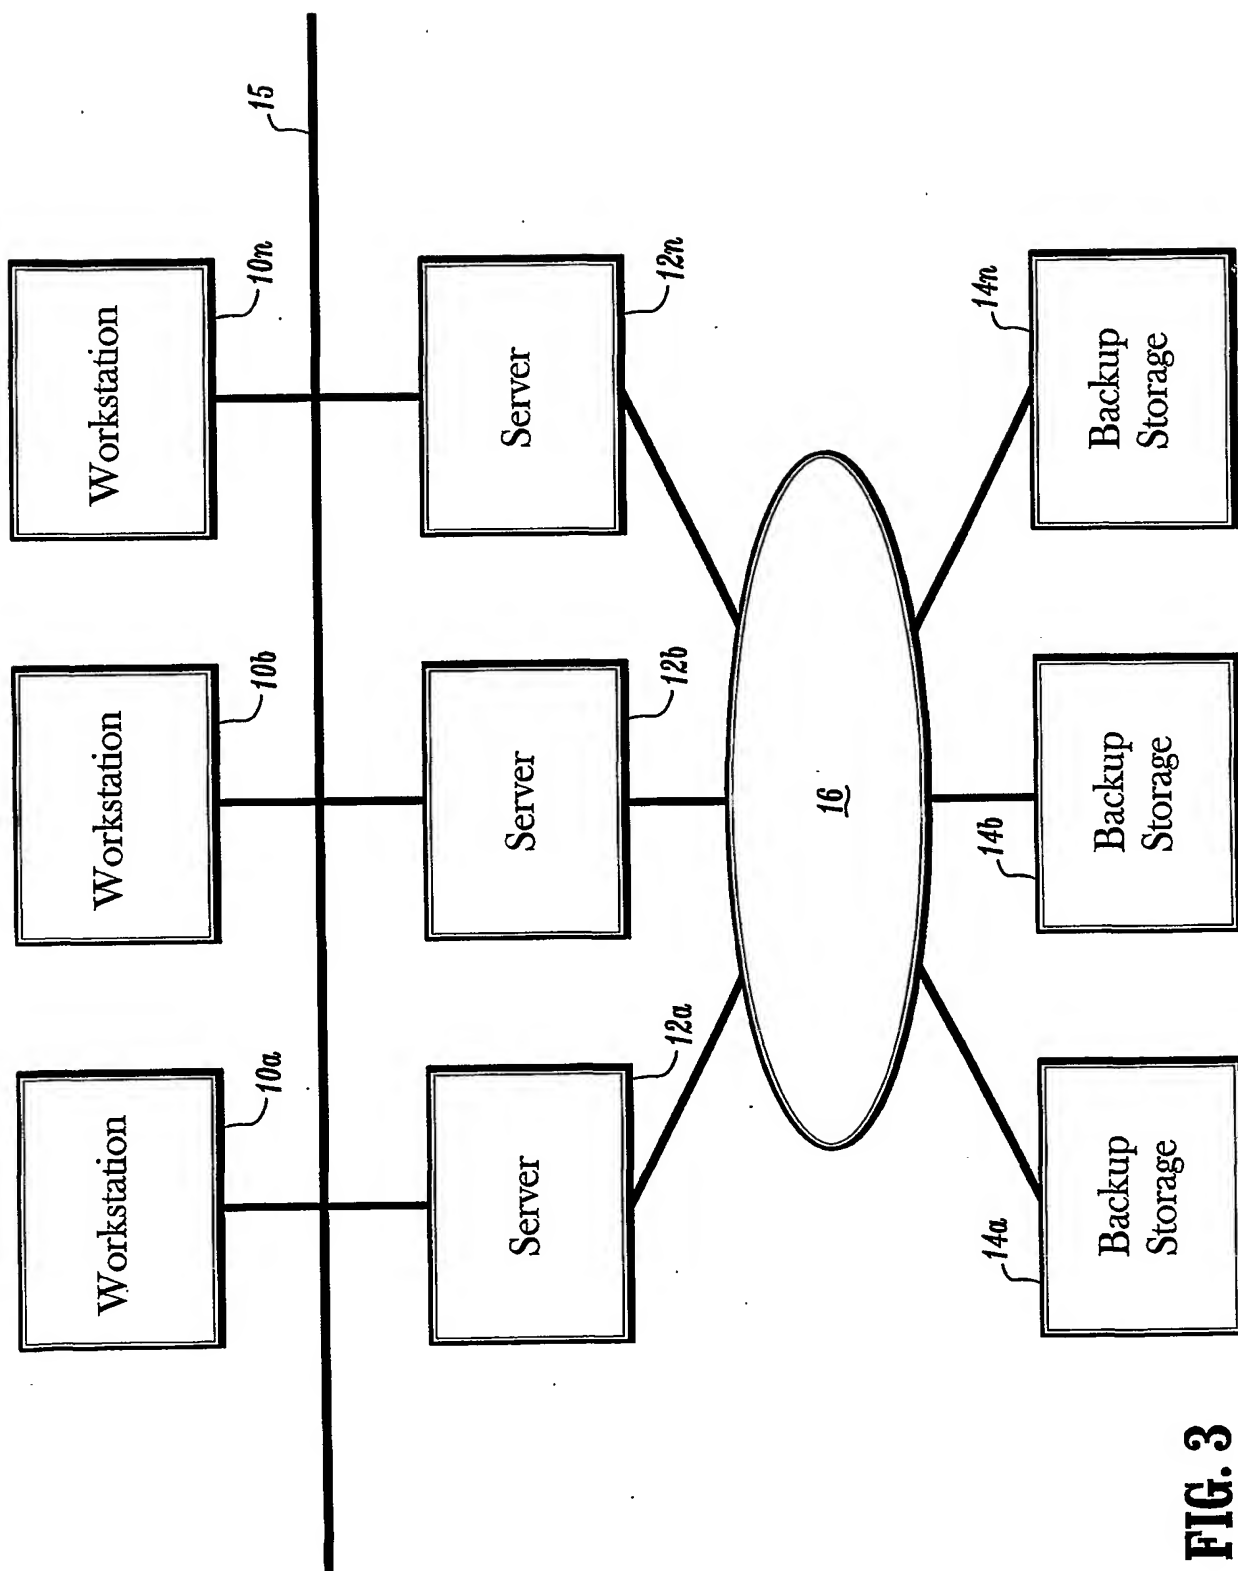 Workstation
Workstation
Workstation
10a
10b
10n
15
Server
Server
Server
12a
12b
12n
16
14a
14b
14n
Backup
Storage
Backup
Storage
Backup
Storage
FIG. 3